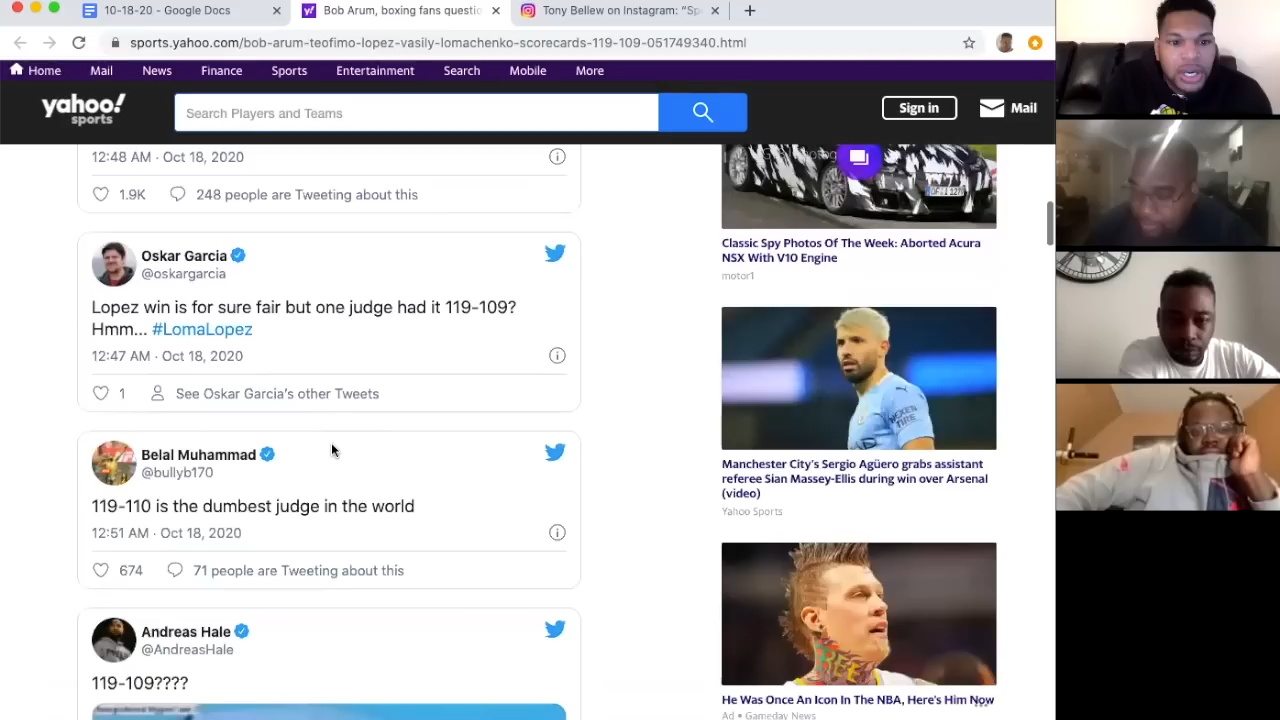 10-18-20 - Google Docs
Bob Arum, boxing fans questio
Tony Bellew on Instagram: “Sp
sports.yahoo.com/bob-arum-teofimo-lopez-vasily-lomachenko-scorecards-119-109-051749340.html
Home Mail News Finance Sports Entertainment Search Mobile More
yahoo!
sports
Search Players and Teams
Sign in
Mail
12:48 AM · Oct 18, 2020
1.9K 248 people are Tweeting about this
Oskar Garcia
@oskargarcia
Lopez win is for sure fair but one judge had it 119-109?
Hmm... #LomaLopez
12:47 AM · Oct 18, 2020
1 See Oskar Garcia's other Tweets
Belal Muhammad
@bullyb170
119-110 is the dumbest judge in the world
12:51 AM · Oct 18, 2020
674 71 people are Tweeting about this
Andreas Hale
@AndreasHale
119-109????
Classic Spy Photos Of The Week: Aborted Acura
NSX With V10 Engine
motor1
Manchester City's Sergio Agüero grabs assistant
referee Sian Massey-Ellis during win over Arsenal
(video)
Yahoo Sports
He Was Once An Icon In The NBA, Here's Him Now
Ad • Gameday News